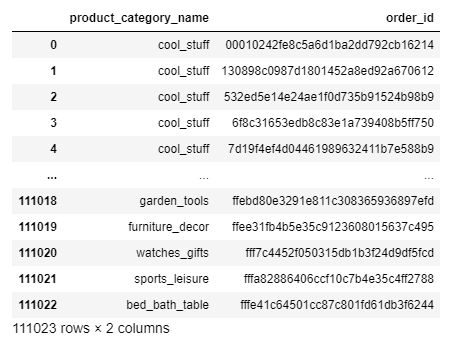 product_category_name order_id
0 cool_stuff 00010242fe8c5a6d1ba2dd792cb16214
1 cool_stuff 130898c0987d1801452a8ed92a670612
2 cool_stuff 532ed5e14e24ae1f0d735b91524b98b9
3 cool_stuff 6f8c31653edb8c83e1a739408b5ff750
4 cool_stuff 7d19f4ef4d04461989632411b7e588b9
... ... ...
111018 garden_tools ffebd80e3291e811c308365936897efd
111019 furniture_decor ffee31fb4b5e35c9123608015637c495
111020 watches_gifts fff7c4452f050315db1b3f24d9df5fcd
111021 sports_leisure fffa82886406ccf10c7b4e35c4ff2788
111022 bed_bath_table fffe41c64501cc87c801fd61db3f6244
111023 rows × 2 columns